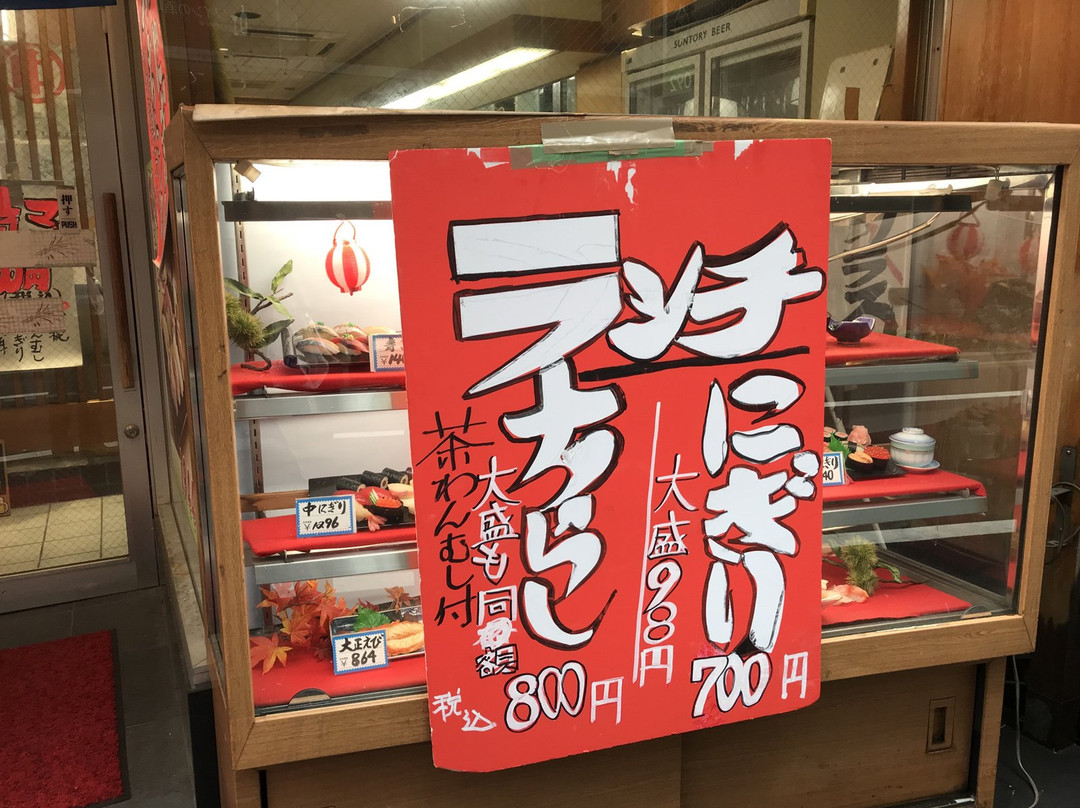 SUNTORY BEER
押す
PUSH
ランチ
にぎり
700円
大盛900円
ちらし
800円
大盛も同額
茶わんむし付
税込
中にぎり
¥1296
大正えび
¥864